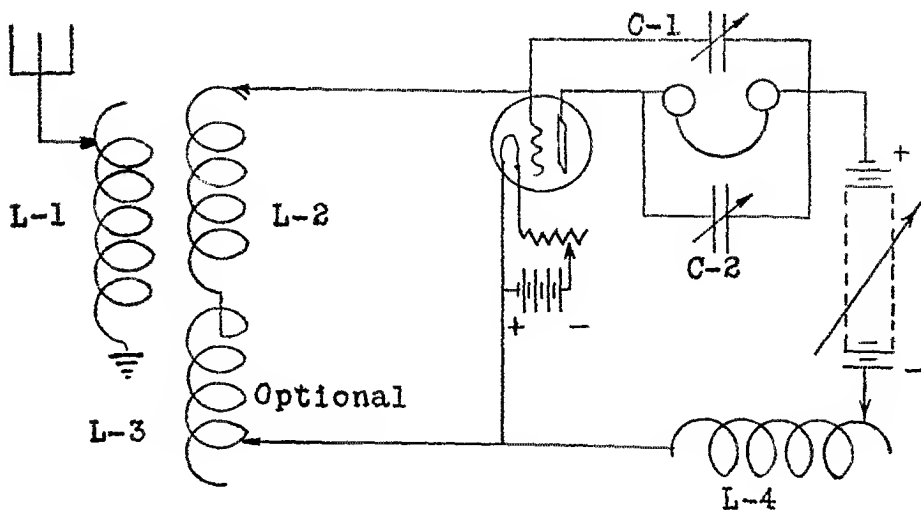 C-1
L-1
L-2
C-2
+
+ -
-
Optional
L-3
L-4